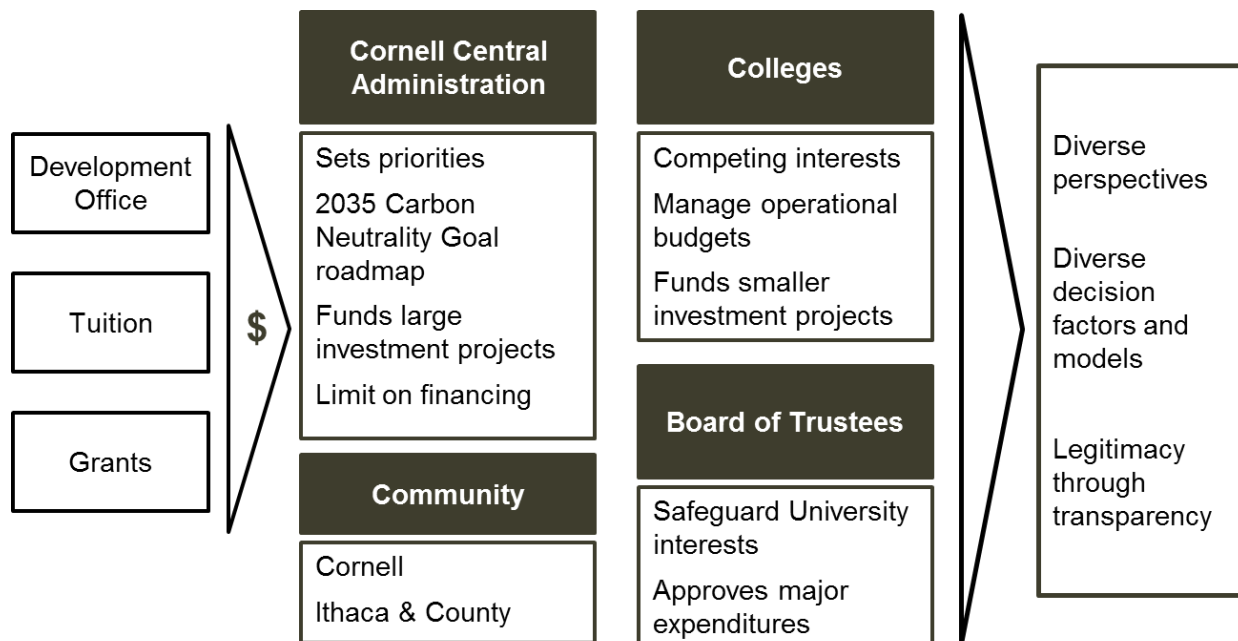 Development
Office
Tuition
Grants
$
Cornell Central
Administration
Sets priorities
2035 Carbon
Neutrality Goal
roadmap
Funds large
investment projects
Limit on financing
Community
Cornell
Ithaca & County
Colleges
Competing interests
Manage operational
budgets
Funds smaller
investment projects
Board of Trustees
Safeguard University
interests
Approves major
expenditures
Diverse
perspectives
Diverse
decision
factors and
models
Legitimacy
through
transparency